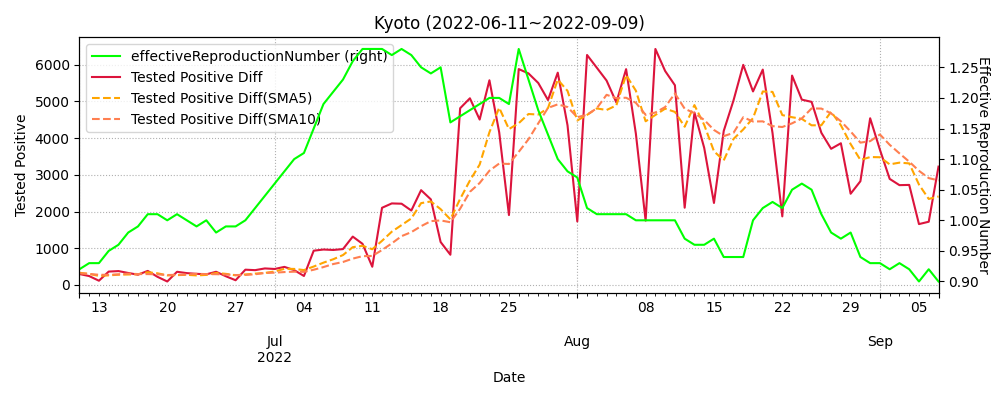 Kyoto (2022-06-11~2022-09-09)
effectiveReproductionNumber (right)
Tested Positive Diff
Tested Positive Diff(SMA5)
Tested Positive Diff(SMA10)
Tested Positive
6000
5000
4000
3000
2000
1000
0
Effective Reproduction Number
1.25
1.20
1.15
1.10
1.05
1.00
0.95
0.90
13 20 27 04 11 18 25 08 15 22 29 05
Jul Aug Sep
2022
Date